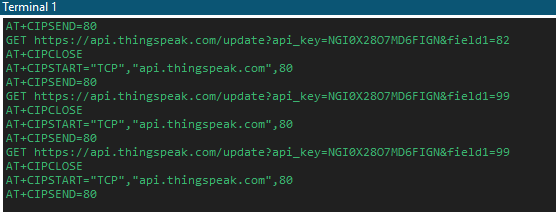 Terminal 1
AT+CIPSEND=80
GET https://api.thingspeak.com/update?api_key=NGI0X28O7MD6FIGN&field1=82
AT+CIPCLOSE
AT+CIPSTART="TCP","api.thingspeak.com",80
AT+CIPSEND=80
GET https://api.thingspeak.com/update?api_key=NGI0X28O7MD6FIGN&field1=99
AT+CIPCLOSE
AT+CIPSTART="TCP","api.thingspeak.com",80
AT+CIPSEND=80
GET https://api.thingspeak.com/update?api_key=NGI0X28O7MD6FIGN&field1=99
AT+CIPCLOSE
AT+CIPSTART="TCP","api.thingspeak.com",80
AT+CIPSEND=80